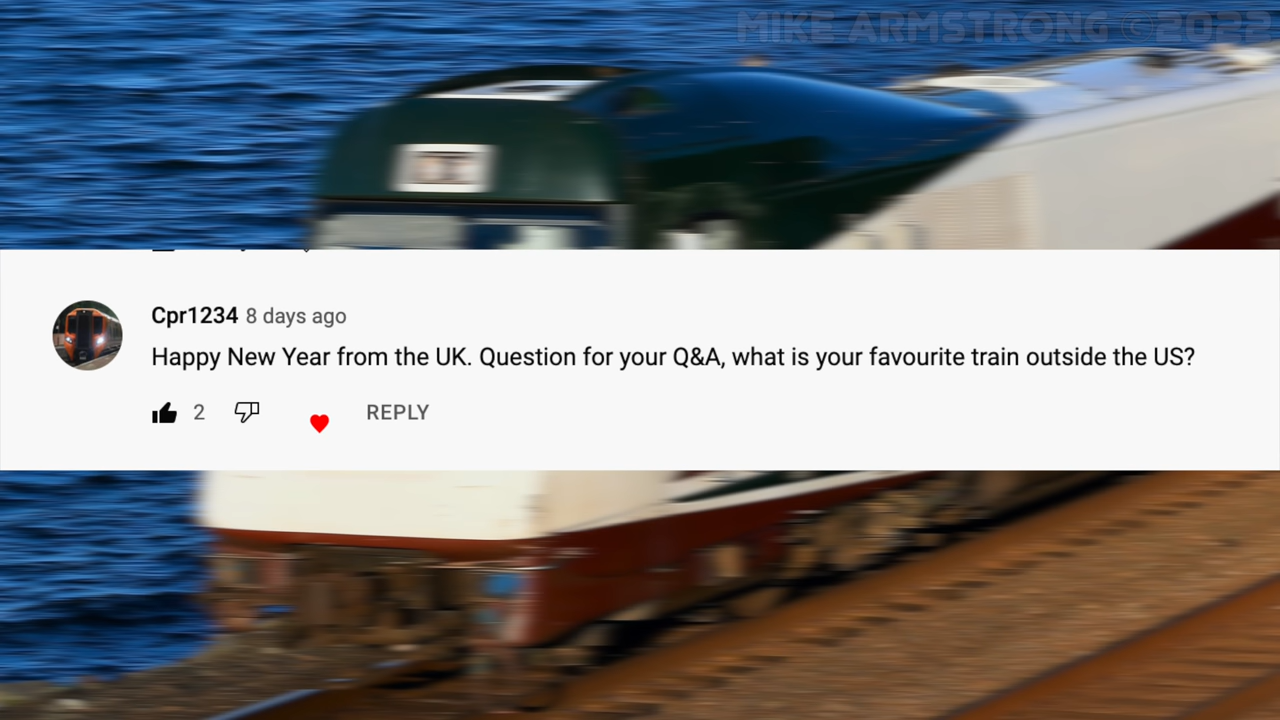 MIKE ARMSTRONG ©2022
Cpr1234 8 days ago
Happy New Year from the UK. Question for your Q&A, what is your favourite train outside the US?
2 REPLY